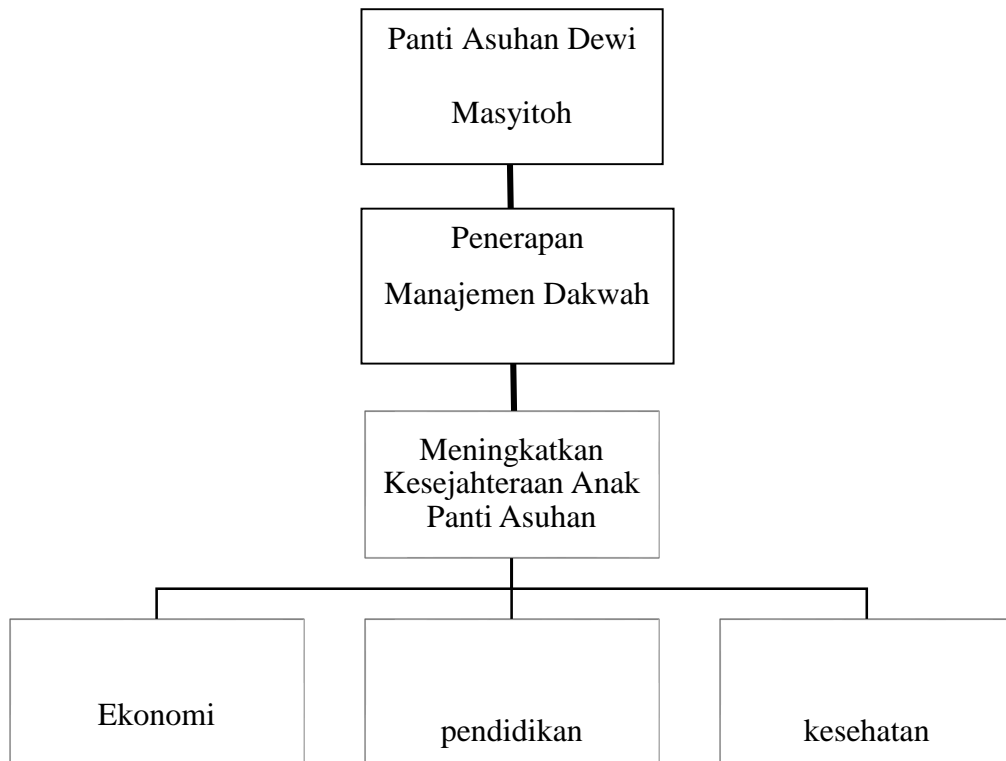 Panti Asuhan Dewi
Masyitoh
Penerapan
Manajemen Dakwah
Meningkatkan
Kesejahteraan Anak
Panti Asuhan
Ekonomi
pendidikan
kesehatan